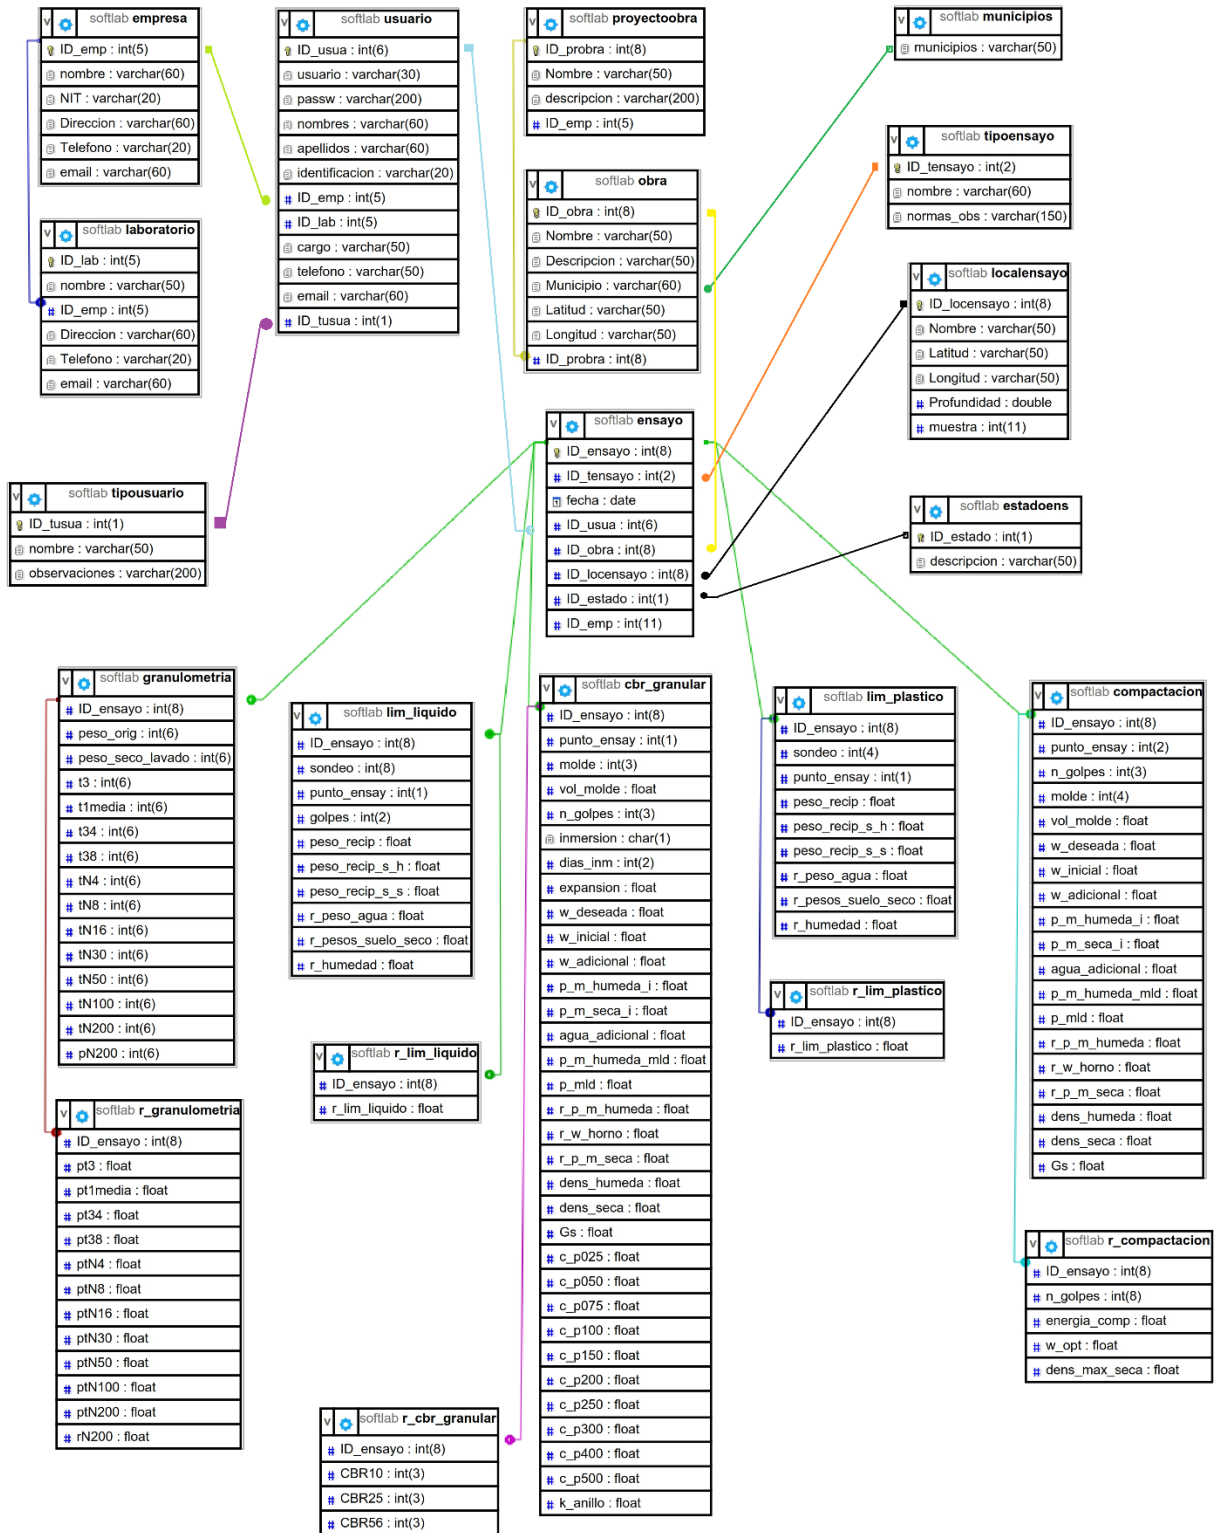 softlab empresa
ID_emp : int(5)
nombre : varchar(60)
NIT : varchar(20)
Direccion : varchar(60)
Telefono : varchar(20)
email : varchar(60)
softlab usuario
ID_usua : int(6)
usuario : varchar(30)
passw : varchar(200)
nombres : varchar(60)
apellidos : varchar(60)
identificacion : varchar(20)
ID_emp : int(5)
ID_lab : int(5)
cargo : varchar(50)
telefono : varchar(50)
email : varchar(60)
ID_tusua : int(1)
softlab proyectoobra
ID_probra : int(8)
Nombre : varchar(50)
descripcion : varchar(200)
ID_emp : int(5)
softlab municipios
municipios : varchar(50)
softlab tipoensayo
ID_tensayo : int(2)
nombre : varchar(60)
normas_obs : varchar(150)
softlab obra
ID_obra : int(8)
Nombre : varchar(50)
Descripcion : varchar(50)
Municipio : varchar(60)
Latitud : varchar(50)
Longitud : varchar(50)
ID_probra : int(8)
softlab laboratorio
ID_lab : int(5)
nombre : varchar(50)
ID_emp : int(5)
Direccion : varchar(60)
Telefono : varchar(20)
email : varchar(60)
softlab localensayo
ID_locensayo : int(8)
Nombre : varchar(50)
Latitud : varchar(50)
Longitud : varchar(50)
Profundidad : double
muestra : int(11)
softlab ensayo
ID_ensayo : int(8)
ID_tensayo : int(2)
fecha : date
ID_usua : int(6)
ID_obra : int(8)
ID_locensayo : int(8)
ID_estado : int(1)
ID_emp : int(11)
softlab tipousuario
ID_tusua : int(1)
nombre : varchar(50)
observaciones : varchar(200)
softlab estadoens
ID_estado : int(1)
descripcion : varchar(50)
softlab granulometria
ID_ensayo : int(8)
peso_orig : int(6)
peso_seco_lavado : int(6)
t3 : int(6)
t1media : int(6)
t34 : int(6)
t38 : int(6)
tN4 : int(6)
tN8 : int(6)
tN16 : int(6)
tN30 : int(6)
tN50 : int(6)
tN100 : int(6)
tN200 : int(6)
pN200 : int(6)
softlab lim_liquido
ID_ensayo : int(8)
sondeo : int(8)
punto_ensay : int(1)
golpes : int(2)
peso_recip : float
peso_recip_s_h : float
peso_recip_s_s : float
r_peso_agua : float
r_pesos_suelo_seco : float
r_humedad : float
softlab cbr_granular
ID_ensayo : int(8)
punto_ensay : int(1)
molde : int(3)
vol_molde : float
n_golpes : int(3)
inmersion : char(1)
dias_inm : int(2)
expansion : float
w_deseada : float
w_inicial : float
w_adicional : float
p_m_humeda_i : float
p_m_seca_i : float
agua_adicional : float
p_m_humeda_mld : float
p_mld : float
r_p_m_humeda : float
r_w_horno : float
r_p_m_seca : float
dens_humeda : float
dens_seca : float
Gs : float
c_p025 : float
c_p050 : float
c_p075 : float
c_p100 : float
c_p150 : float
c_p200 : float
c_p250 : float
c_p300 : float
c_p400 : float
c_p500 : float
k_anillo : float
softlab lim_plastico
ID_ensayo : int(8)
sondeo : int(4)
punto_ensay : int(1)
peso_recip : float
peso_recip_s_h : float
peso_recip_s_s : float
r_peso_agua : float
r_pesos_suelo_seco : float
r_humedad : float
softlab compactacion
ID_ensayo : int(8)
punto_ensay : int(2)
n_golpes : int(3)
molde : int(4)
vol_molde : float
w_deseada : float
w_inicial : float
w_adicional : float
p_m_humeda_i : float
p_m_seca_i : float
agua_adicional : float
p_m_humeda_mld : float
p_mld : float
r_p_m_humeda : float
r_w_horno : float
r_p_m_seca : float
dens_humeda : float
dens_seca : float
Gs : float
softlab r_lim_plastico
ID_ensayo : int(8)
r_lim_plastico : float
softlab r_lim_liquido
ID_ensayo : int(8)
r_lim_liquido : float
softlab r_granulometria
ID_ensayo : int(8)
pt3 : float
pt1media : float
pt34 : float
pt38 : float
ptN4 : float
ptN8 : float
ptN16 : float
ptN30 : float
ptN50 : float
ptN100 : float
ptN200 : float
rN200 : float
softlab r_compactacion
ID_ensayo : int(8)
n_golpes : int(8)
energia_comp : float
w_opt : float
dens_max_seca : float
softlab r_cbr_granular
ID_ensayo : int(8)
CBR10 : int(3)
CBR25 : int(3)
CBR56 : int(3)